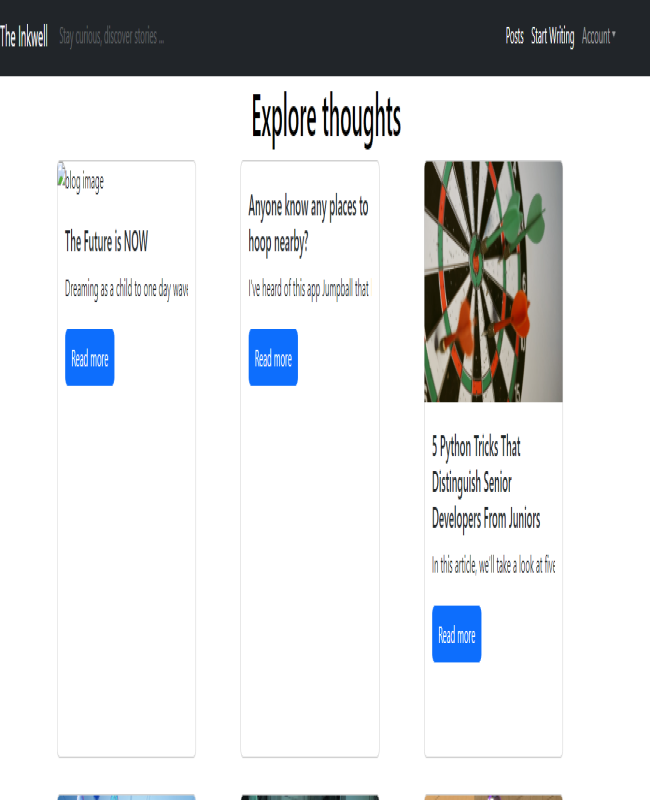 The Inkwell Stay curious, discover stories ... Posts Start Writing Account
Explore thoughts
blog image
The Future is NOW
Dreaming as a child to one day wave
Read more
Anyone know any places to
hoop nearby?
I've heard of this app Jumpball that
Read more
5 Python Tricks That
Distinguish Senior
Developers From Juniors
In this article, we'll take a look at five
Read more